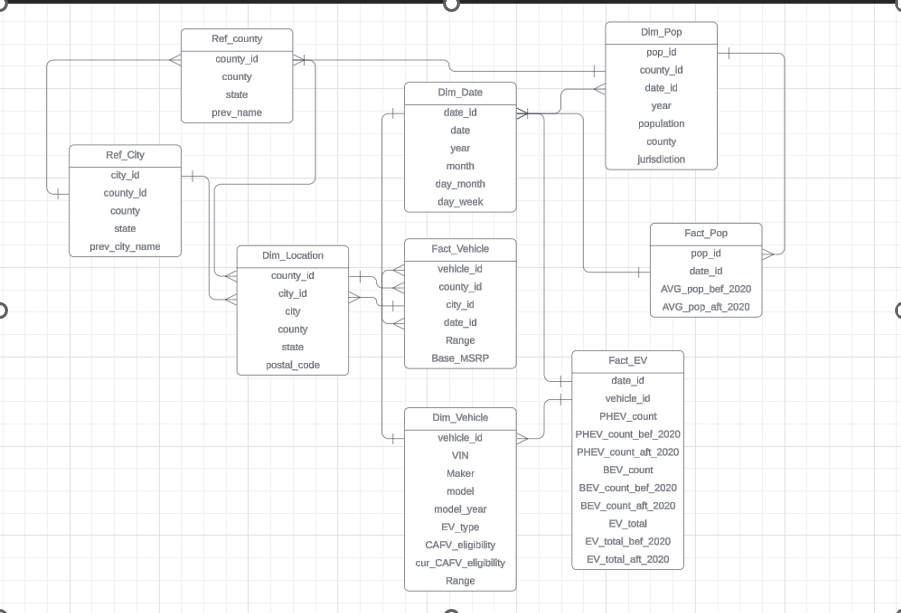 Ref_county
county_id
county
state
prev_name
Ref_City
city_id
county_id
county
state
prev_city_name
Dim_Location
county_id
city_id
city
county
state
postal_code
Dim_Date
date_id
date
year
month
day_month
day_week
Fact_Vehicle
vehicle_id
county_id
city_id
date_id
Range
Base_MSRP
Dim_Vehicle
vehicle_id
VIN
Maker
model
model_year
EV_type
CAFV_eligibility
cur_CAFV_eligibility
Range
Dim_Pop
pop_id
county_id
date_id
year
population
county
jurisdiction
Fact_Pop
pop_id
date_id
AVG_pop_bef_2020
AVG_pop_aft_2020
Fact_EV
date_id
vehicle_id
PHEV_count
PHEV_count_bef_2020
PHEV_count_aft_2020
BEV_count
BEV_count_bef_2020
BEV_count_aft_2020
EV_total
EV_total_bef_2020
EV_total_aft_2020